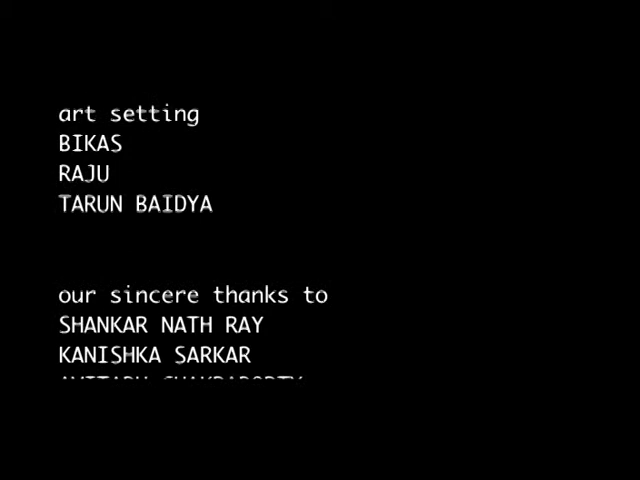 art setting
BIKAS
RAJU
TARUN BAIDYA
our sincere thanks to
SHANKAR NATH RAY
KANISHKA SARKAR